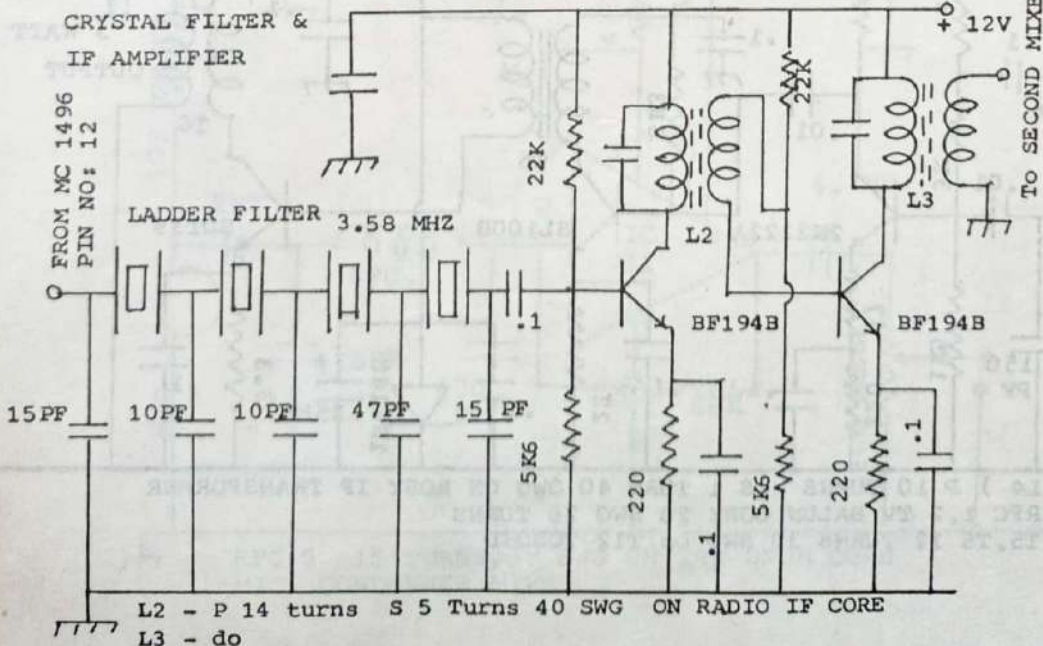 CRYSTAL FILTER &
IF AMPLIFIER
+ 12V
TO SECOND MIXE
FROM MC 1496
PIN NO: 12
LADDER FILTER
3.58 MHZ
22K
22K
L2
L3
BF194B
BF194B
.1
15PF
10PF
10PF
47PF
15 PF
5K6
220
.1
5K6
220
.1
L2 - P 14 turns S 5 Turns 40 SWG ON RADIO IF CORE
L3 - do